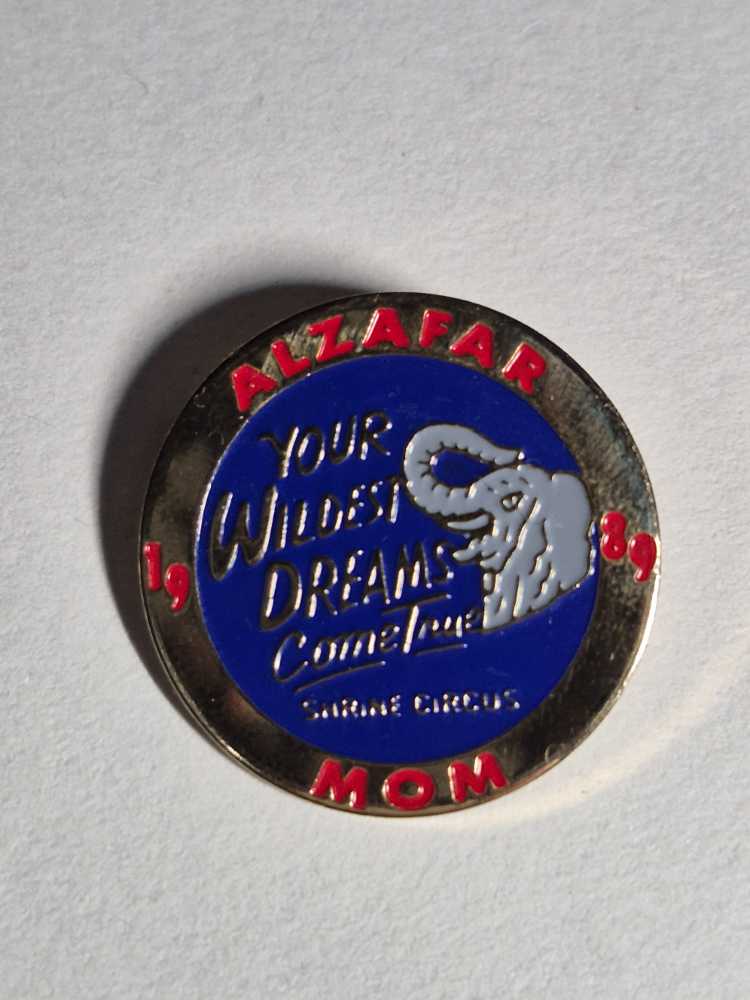 ALZAFAR
YOUR
WILDEST
DREAMS
Come True
SHRINE CIRCUS
19 89
MOM